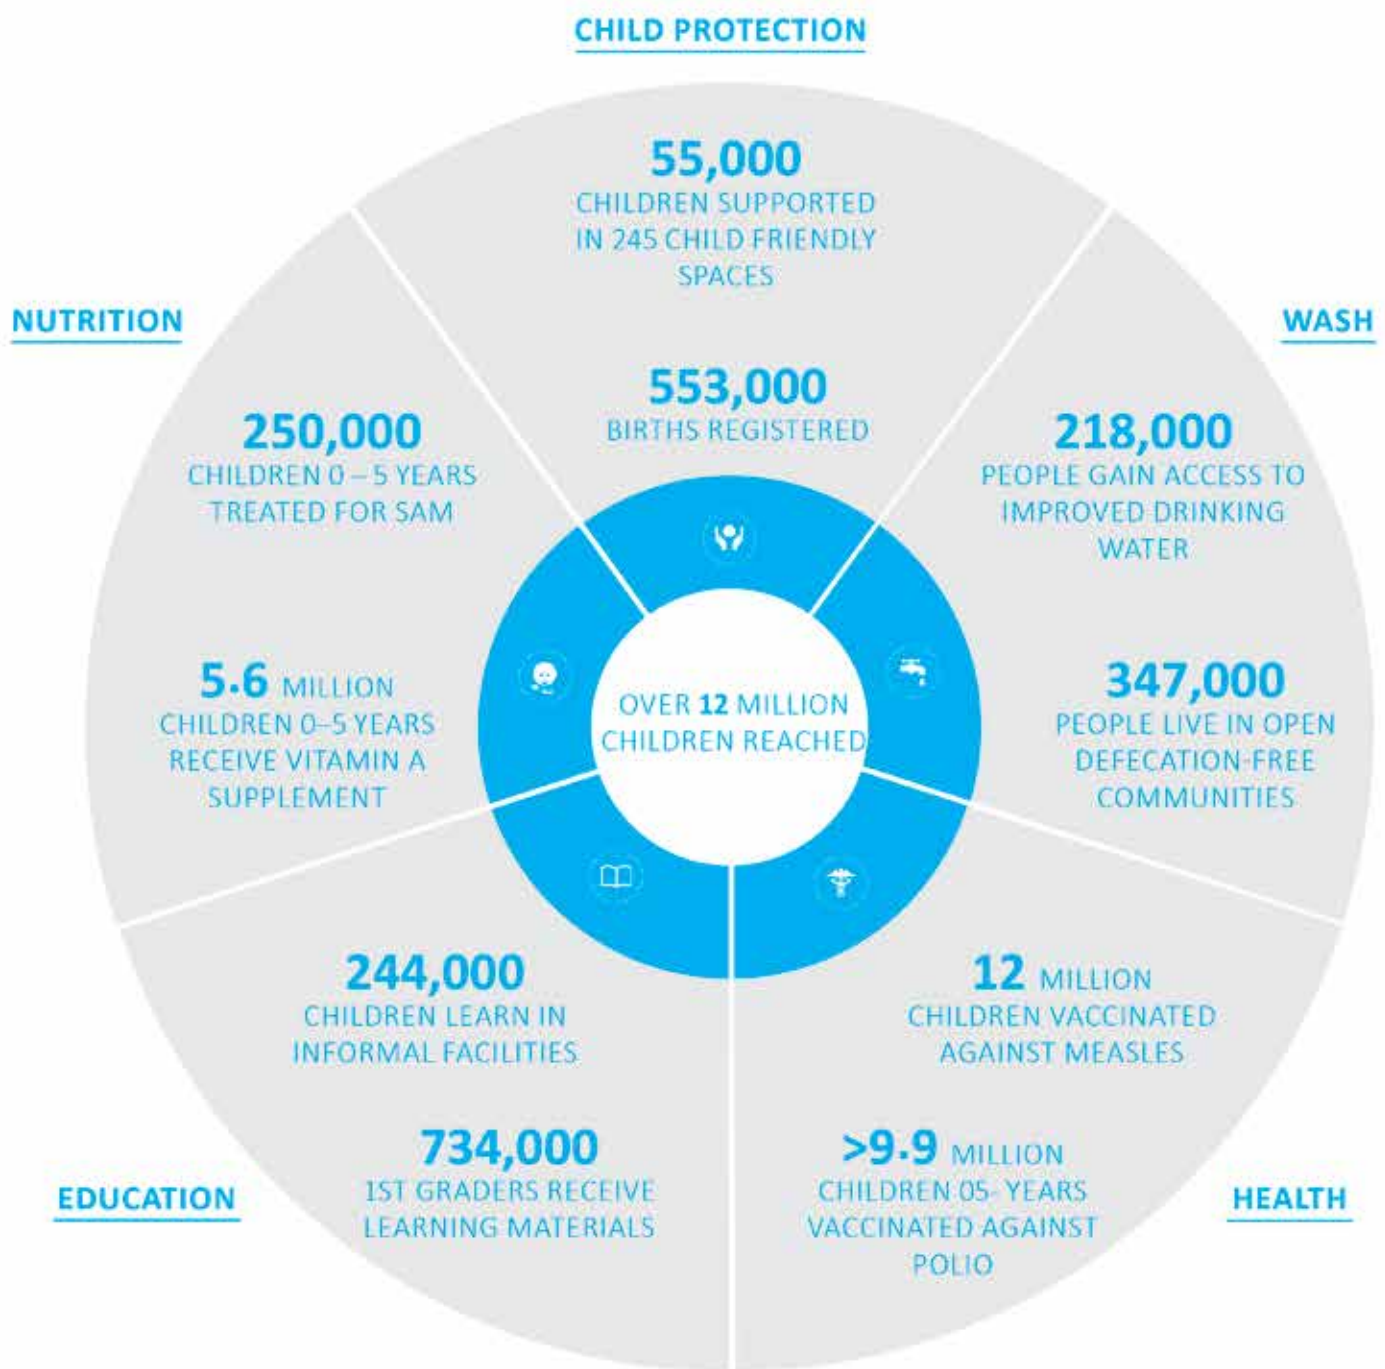 CHILD PROTECTION
55,000
CHILDREN SUPPORTED
IN 245 CHILD FRIENDLY
SPACES
553,000
BIRTHS REGISTERED
WASH
218,000
PEOPLE GAIN ACCESS TO
IMPROVED DRINKING
WATER
347,000
PEOPLE LIVE IN OPEN
DEFECATION-FREE
COMMUNITIES
HEALTH
12 MILLION
CHILDREN VACCINATED
AGAINST MEASLES
>9.9 MILLION
CHILDREN 05- YEARS
VACCINATED AGAINST
POLIO
EDUCATION
244,000
CHILDREN LEARN IN
INFORMAL FACILITIES
734,000
1ST GRADERS RECEIVE
LEARNING MATERIALS
NUTRITION
250,000
CHILDREN 0 – 5 YEARS
TREATED FOR SAM
5.6 MILLION
CHILDREN 0–5 YEARS
RECEIVE VITAMIN A
SUPPLEMENT
OVER 12 MILLION
CHILDREN REACHED